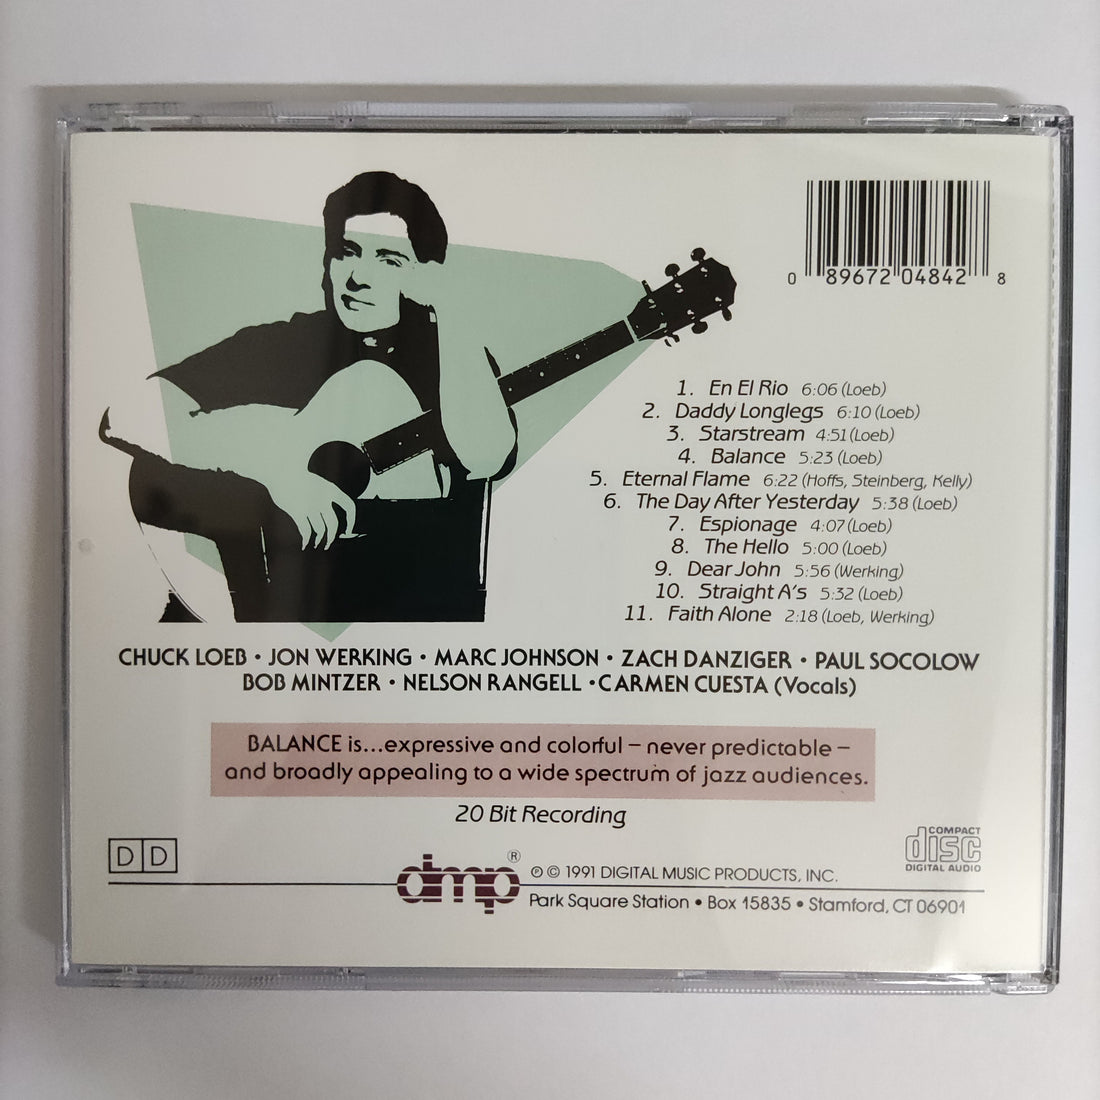 0 89672 04842 8
1. En El Rio 6:06 (Loeb)
2. Daddy Longlegs 6:10 (Loeb)
3. Starstream 4:51 (Loeb)
4. Balance 5:23 (Loeb)
5. Eternal Flame 6:22 (Hoffs, Steinberg, Kelly)
6. The Day After Yesterday 5:38 (Loeb)
7. Espionage 4:07 (Loeb)
8. The Hello 5:00 (Loeb)
9. Dear John 5:56 (Werking)
10. Straight A's 5:32 (Loeb)
11. Faith Alone 2:18 (Loeb, Werking)
CHUCK LOEB • JON WERKING • MARC JOHNSON • ZACH DANZIGER • PAUL SOCOLOW
BOB MINTZER • NELSON RANGELL • CARMEN CUESTA (Vocals)
BALANCE is...expressive and colorful – never predictable –
and broadly appealing to a wide spectrum of jazz audiences.
20 Bit Recording
DD
COMPACT
disc
DIGITAL AUDIO
dmp®
℗ © 1991 DIGITAL MUSIC PRODUCTS, INC.
Park Square Station • Box 15835 • Stamford, CT 06901